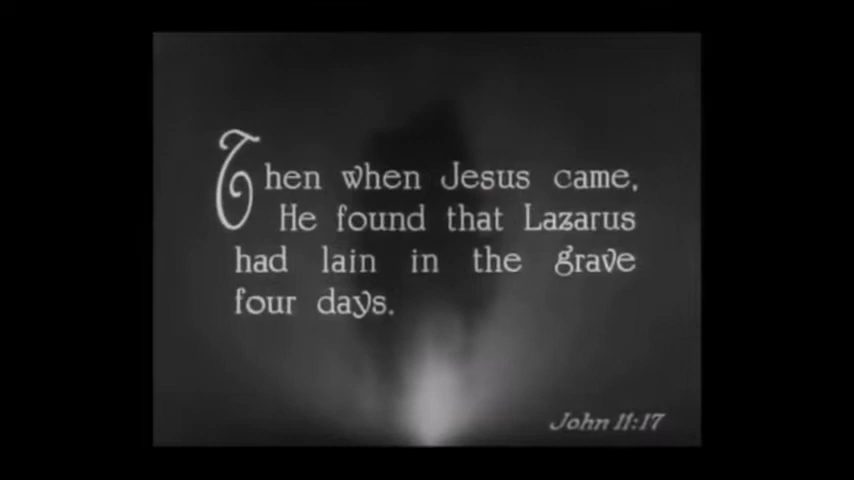 Then when Jesus came,
He found that Lazarus
had lain in the grave
four days.
John 11:17